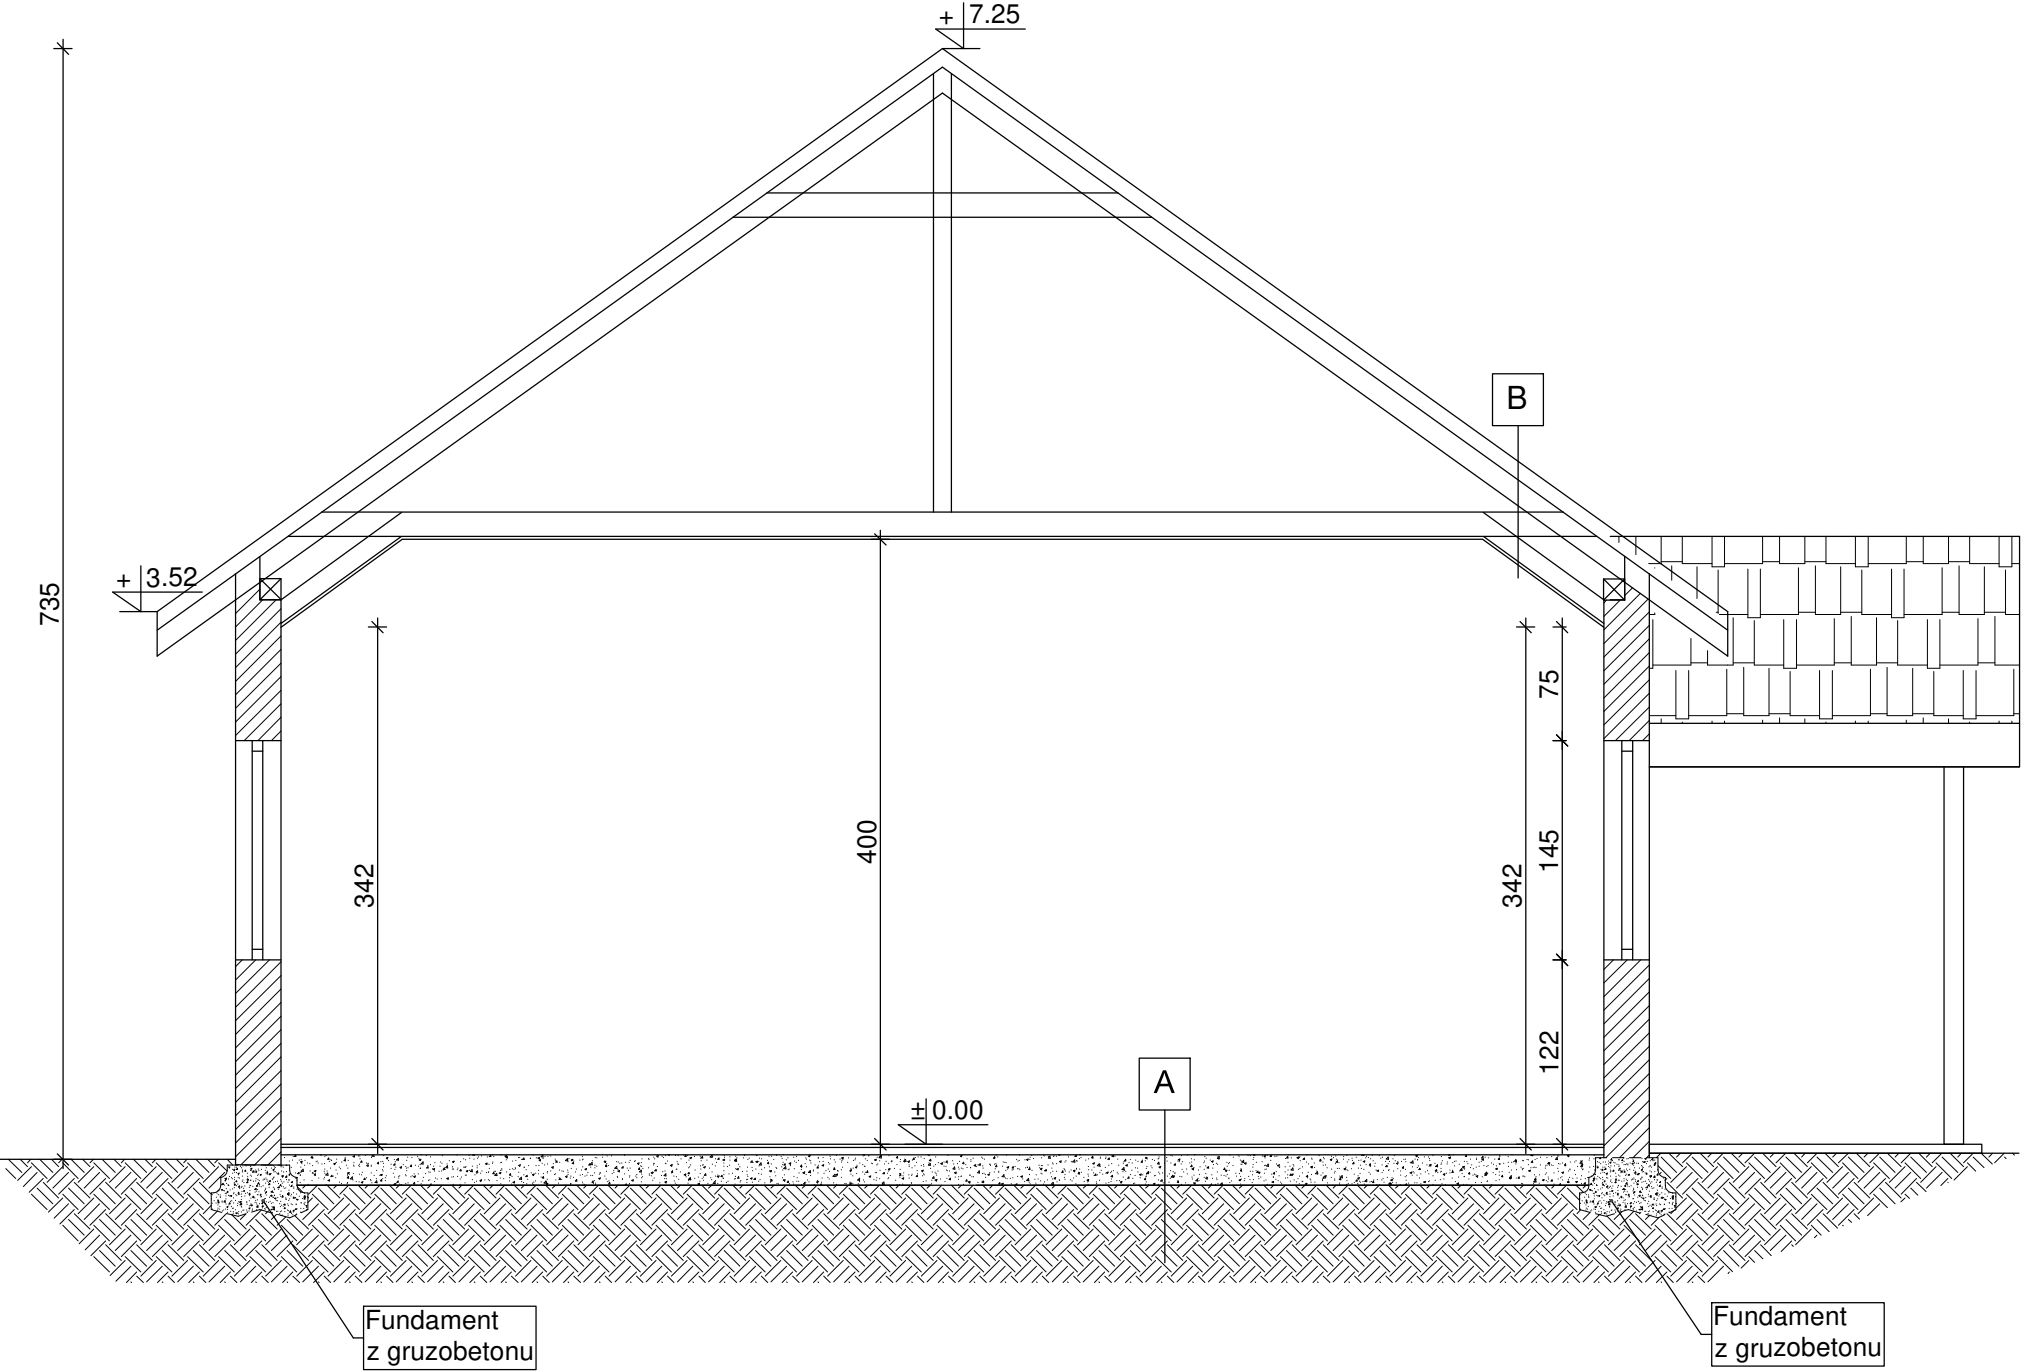 + 7.25
B
+ 3.52
735
75
342
400
342
145
122
A
± 0.00
Fundament
z gruzobetonu
Fundament
z gruzobetonu